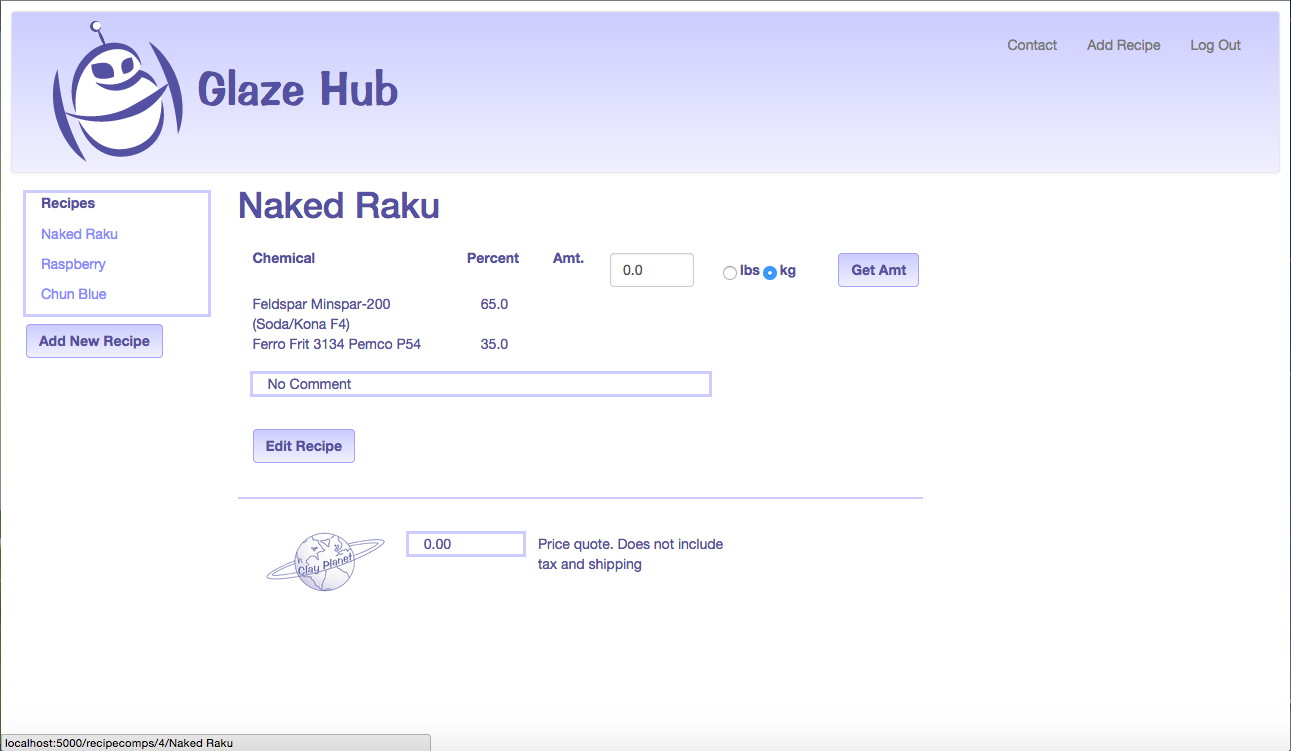 Glaze Hub
Contact Add Recipe Log Out
Recipes
Naked Raku
Raspberry
Chun Blue
Add New Recipe
Naked Raku
Chemical Percent Amt. 0.0 lbs kg Get Amt
Feldspar Minspar-200 65.0
(Soda/Kona F4)
Ferro Frit 3134 Pemco P54 35.0
No Comment
Edit Recipe
Clay Planet
0.00 Price quote. Does not include
tax and shipping
localhost:5000/recipecomps/4/Naked Raku